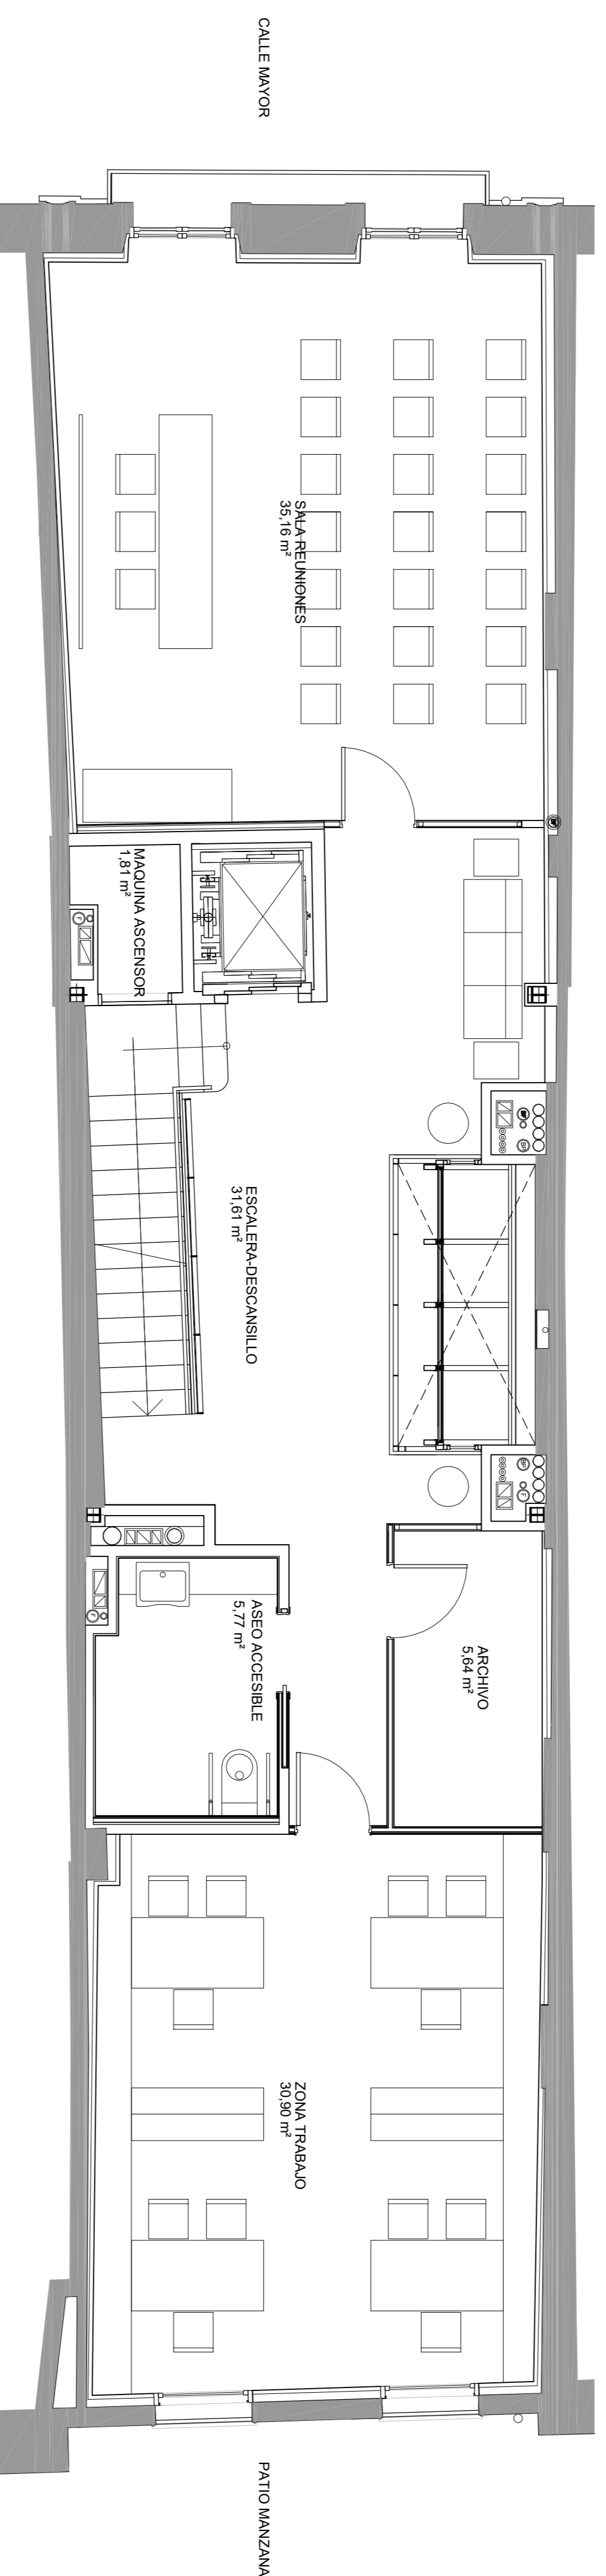 CALLE MAYOR
SALA REUNIONES
35,16 m²
MAQUINA ASCENSOR
1,81 m²
ESCALERA-DESCANSILLO
31,61 m²
ASEO ACCESIBLE
5,77 m²
ARCHIVO
5,64 m²
ZONA TRABAJO
30,90 m²
PATIO MANZANA